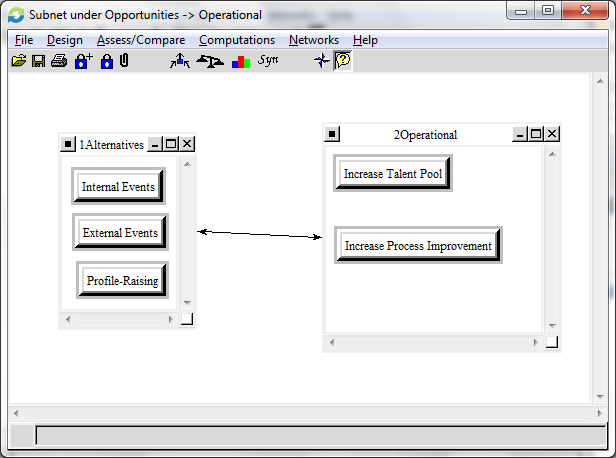 Subnet under Opportunities -> Operational
File Design Assess/Compare Computations Networks Help
Syn
1Alternatives
Internal Events
External Events
Profile-Raising
2Operational
Increase Talent Pool
Increase Process Improvement